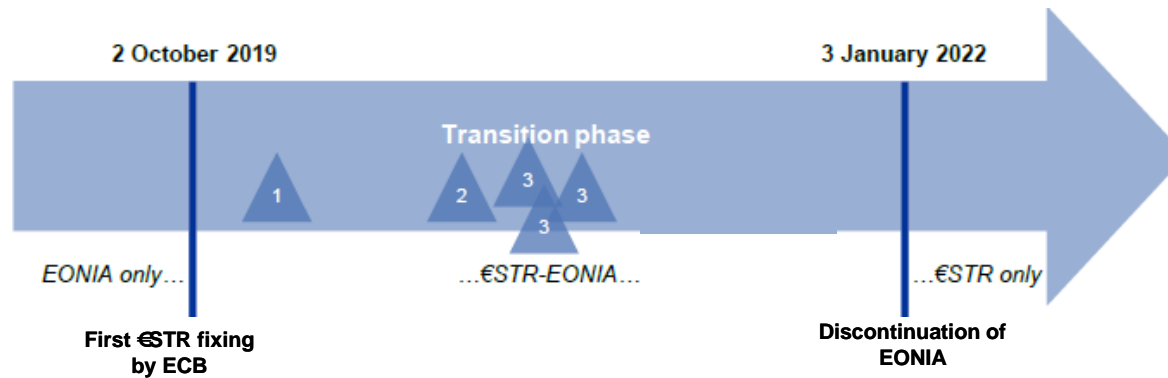 2 October 2019
3 January 2022
Transition phase
1
2
3
3
3
EONIA only…
…€STR-EONIA…
…€STR only
First €STR fixing
by ECB
Discontinuation of
EONIA